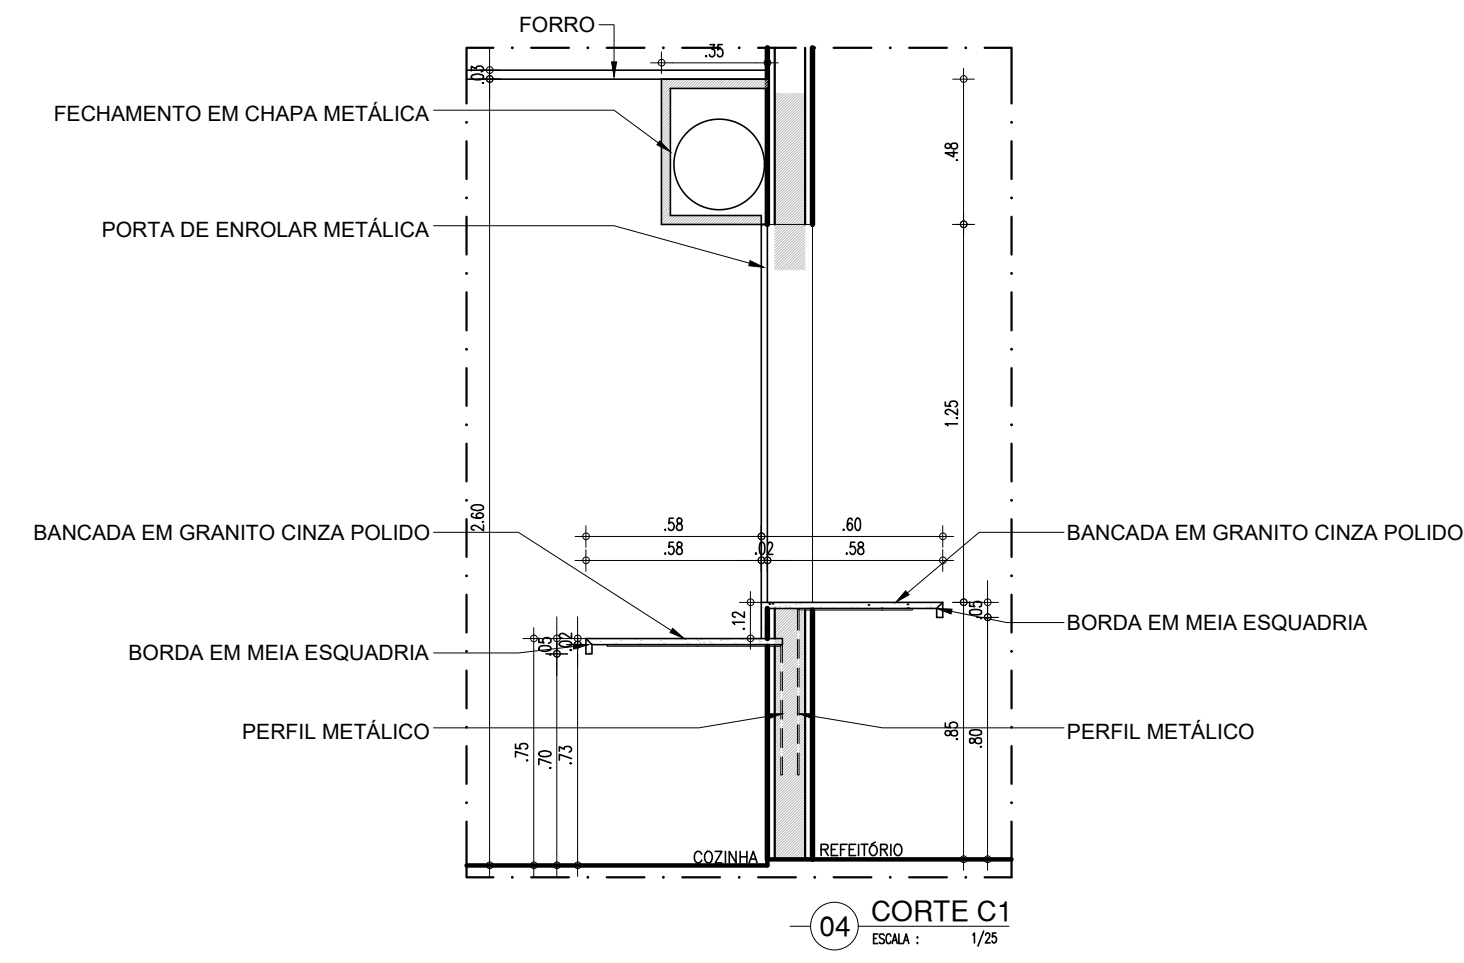 FORRO
.35
.03
FECHAMENTO EM CHAPA METÁLICA
.48
PORTA DE ENROLAR METÁLICA
1.25
2.60
.58 .60
BANCADA EM GRANITO CINZA POLIDO
BANCADA EM GRANITO CINZA POLIDO
.58 .02 .58
.12
.05
BORDA EM MEIA ESQUADRIA
.05
.02
BORDA EM MEIA ESQUADRIA
PERFIL METÁLICO
PERFIL METÁLICO
.75
.70
.73
.85
.80
COZINHA
REFEITÓRIO
04
CORTE C1
ESCALA : 1/25